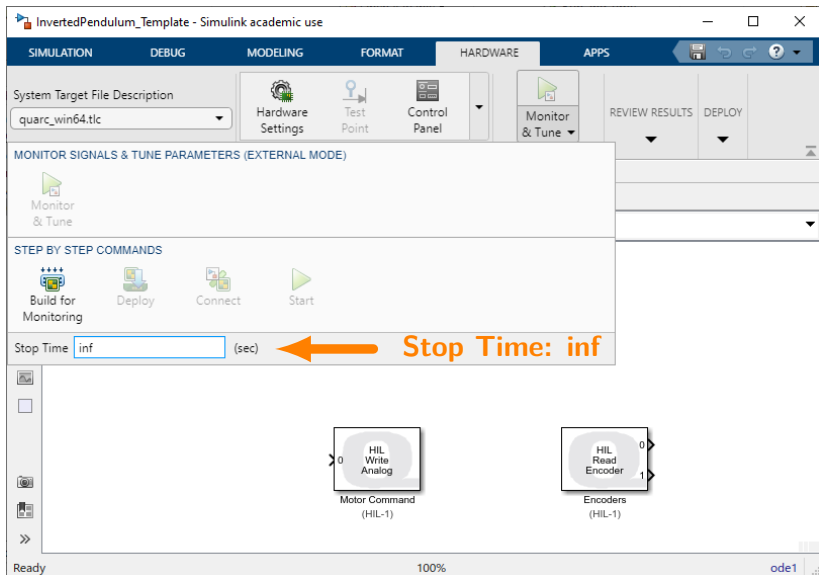 InvertedPendulum_Template - Simulink academic use
SIMULATION DEBUG MODELING FORMAT HARDWARE APPS
System Target File Description
quarc_win64.tlc
Hardware Settings
Test Point
Control Panel
Monitor & Tune
REVIEW RESULTS
DEPLOY
MONITOR SIGNALS & TUNE PARAMETERS (EXTERNAL MODE)
Monitor
& Tune
STEP BY STEP COMMANDS
Build for Monitoring
Deploy
Connect
Start
Stop Time inf (sec)
Stop Time: inf
0
HIL
Write
Analog
Motor Command
(HIL-1)
HIL
Read
Encoder
0
1
Encoders
(HIL-1)
Ready 100% ode1